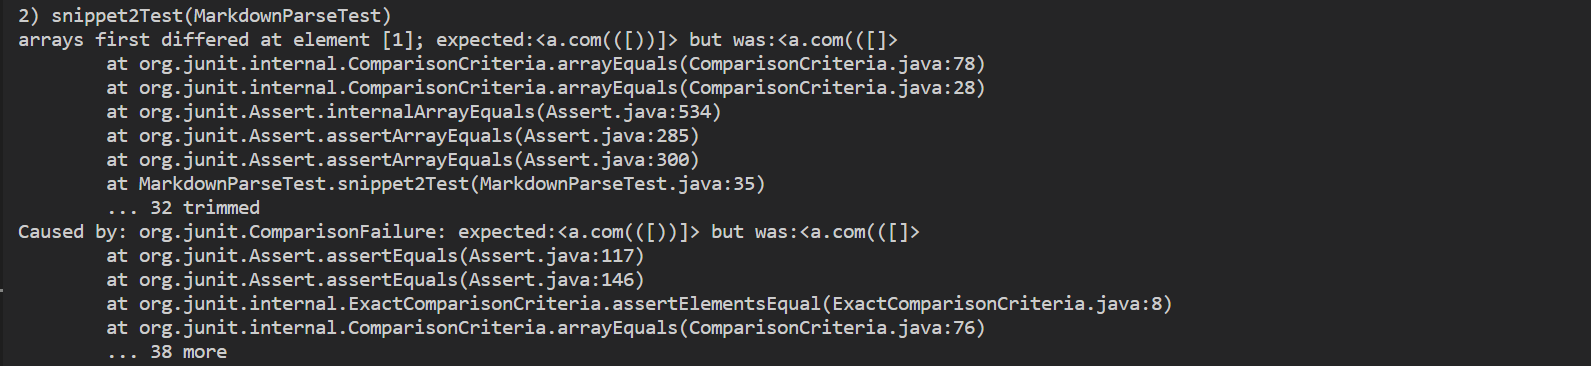 2) snippet2Test(MarkdownParseTest)
arrays first differed at element [1]; expected:<a.com(([))]> but was:<a.com(([]>
at org.junit.internal.ComparisonCriteria.arrayEquals(ComparisonCriteria.java:78)
at org.junit.internal.ComparisonCriteria.arrayEquals(ComparisonCriteria.java:28)
at org.junit.Assert.internalArrayEquals(Assert.java:534)
at org.junit.Assert.assertArrayEquals(Assert.java:285)
at org.junit.Assert.assertArrayEquals(Assert.java:300)
at MarkdownParseTest.snippet2Test(MarkdownParseTest.java:35)
... 32 trimmed
Caused by: org.junit.ComparisonFailure: expected:<a.com(([))]> but was:<a.com(([]>
at org.junit.Assert.assertEquals(Assert.java:117)
at org.junit.Assert.assertEquals(Assert.java:146)
at org.junit.internal.ExactComparisonCriteria.assertElementsEqual(ExactComparisonCriteria.java:8)
at org.junit.internal.ComparisonCriteria.arrayEquals(ComparisonCriteria.java:76)
... 38 more